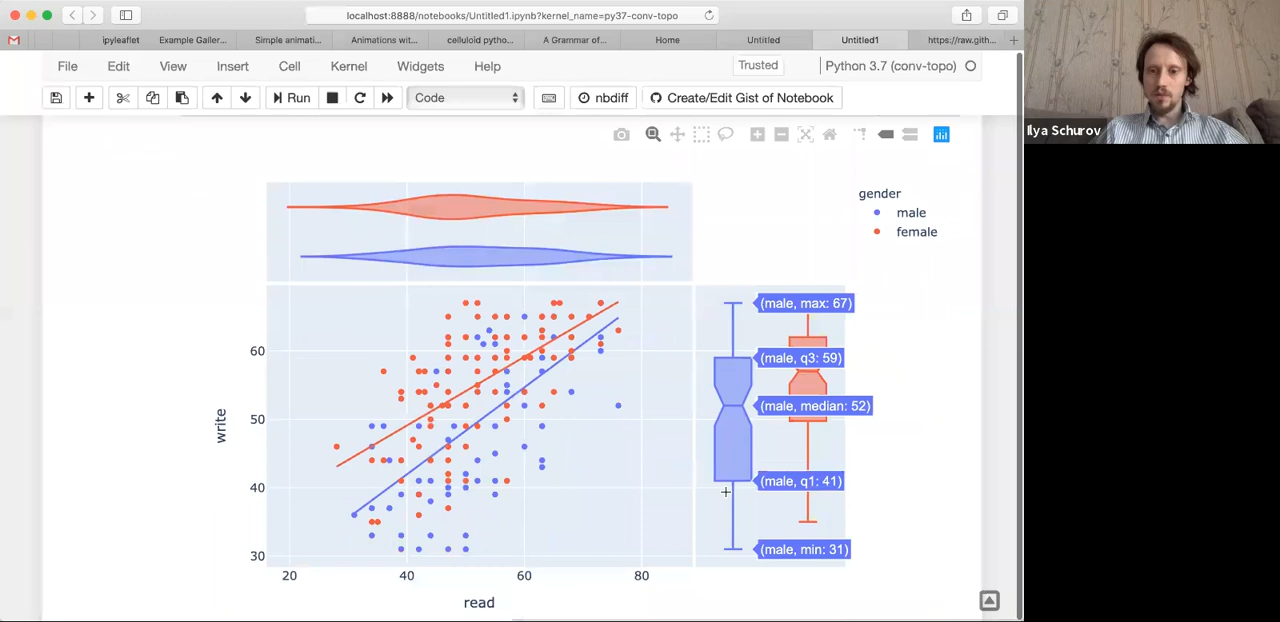 localhost:8888/notebooks/Untitled1.ipynb?kernel_name=py37-conv-topo
ipyleaflet Example Galler... Simple animati... Animations wit... celluloid pytho... A Grammar of... Home Untitled Untitled1 https://raw.gith...
File Edit View Insert Cell Kernel Widgets Help Trusted Python 3.7 (conv-topo)
Run Code nbdiff Create/Edit Gist of Notebook
Ilya Schurov
gender
male
female
(male, max: 67)
(male, q3: 59)
(male, median: 52)
(male, q1: 41)
(male, min: 31)
60
50
40
30
write
20 40 60 80
read